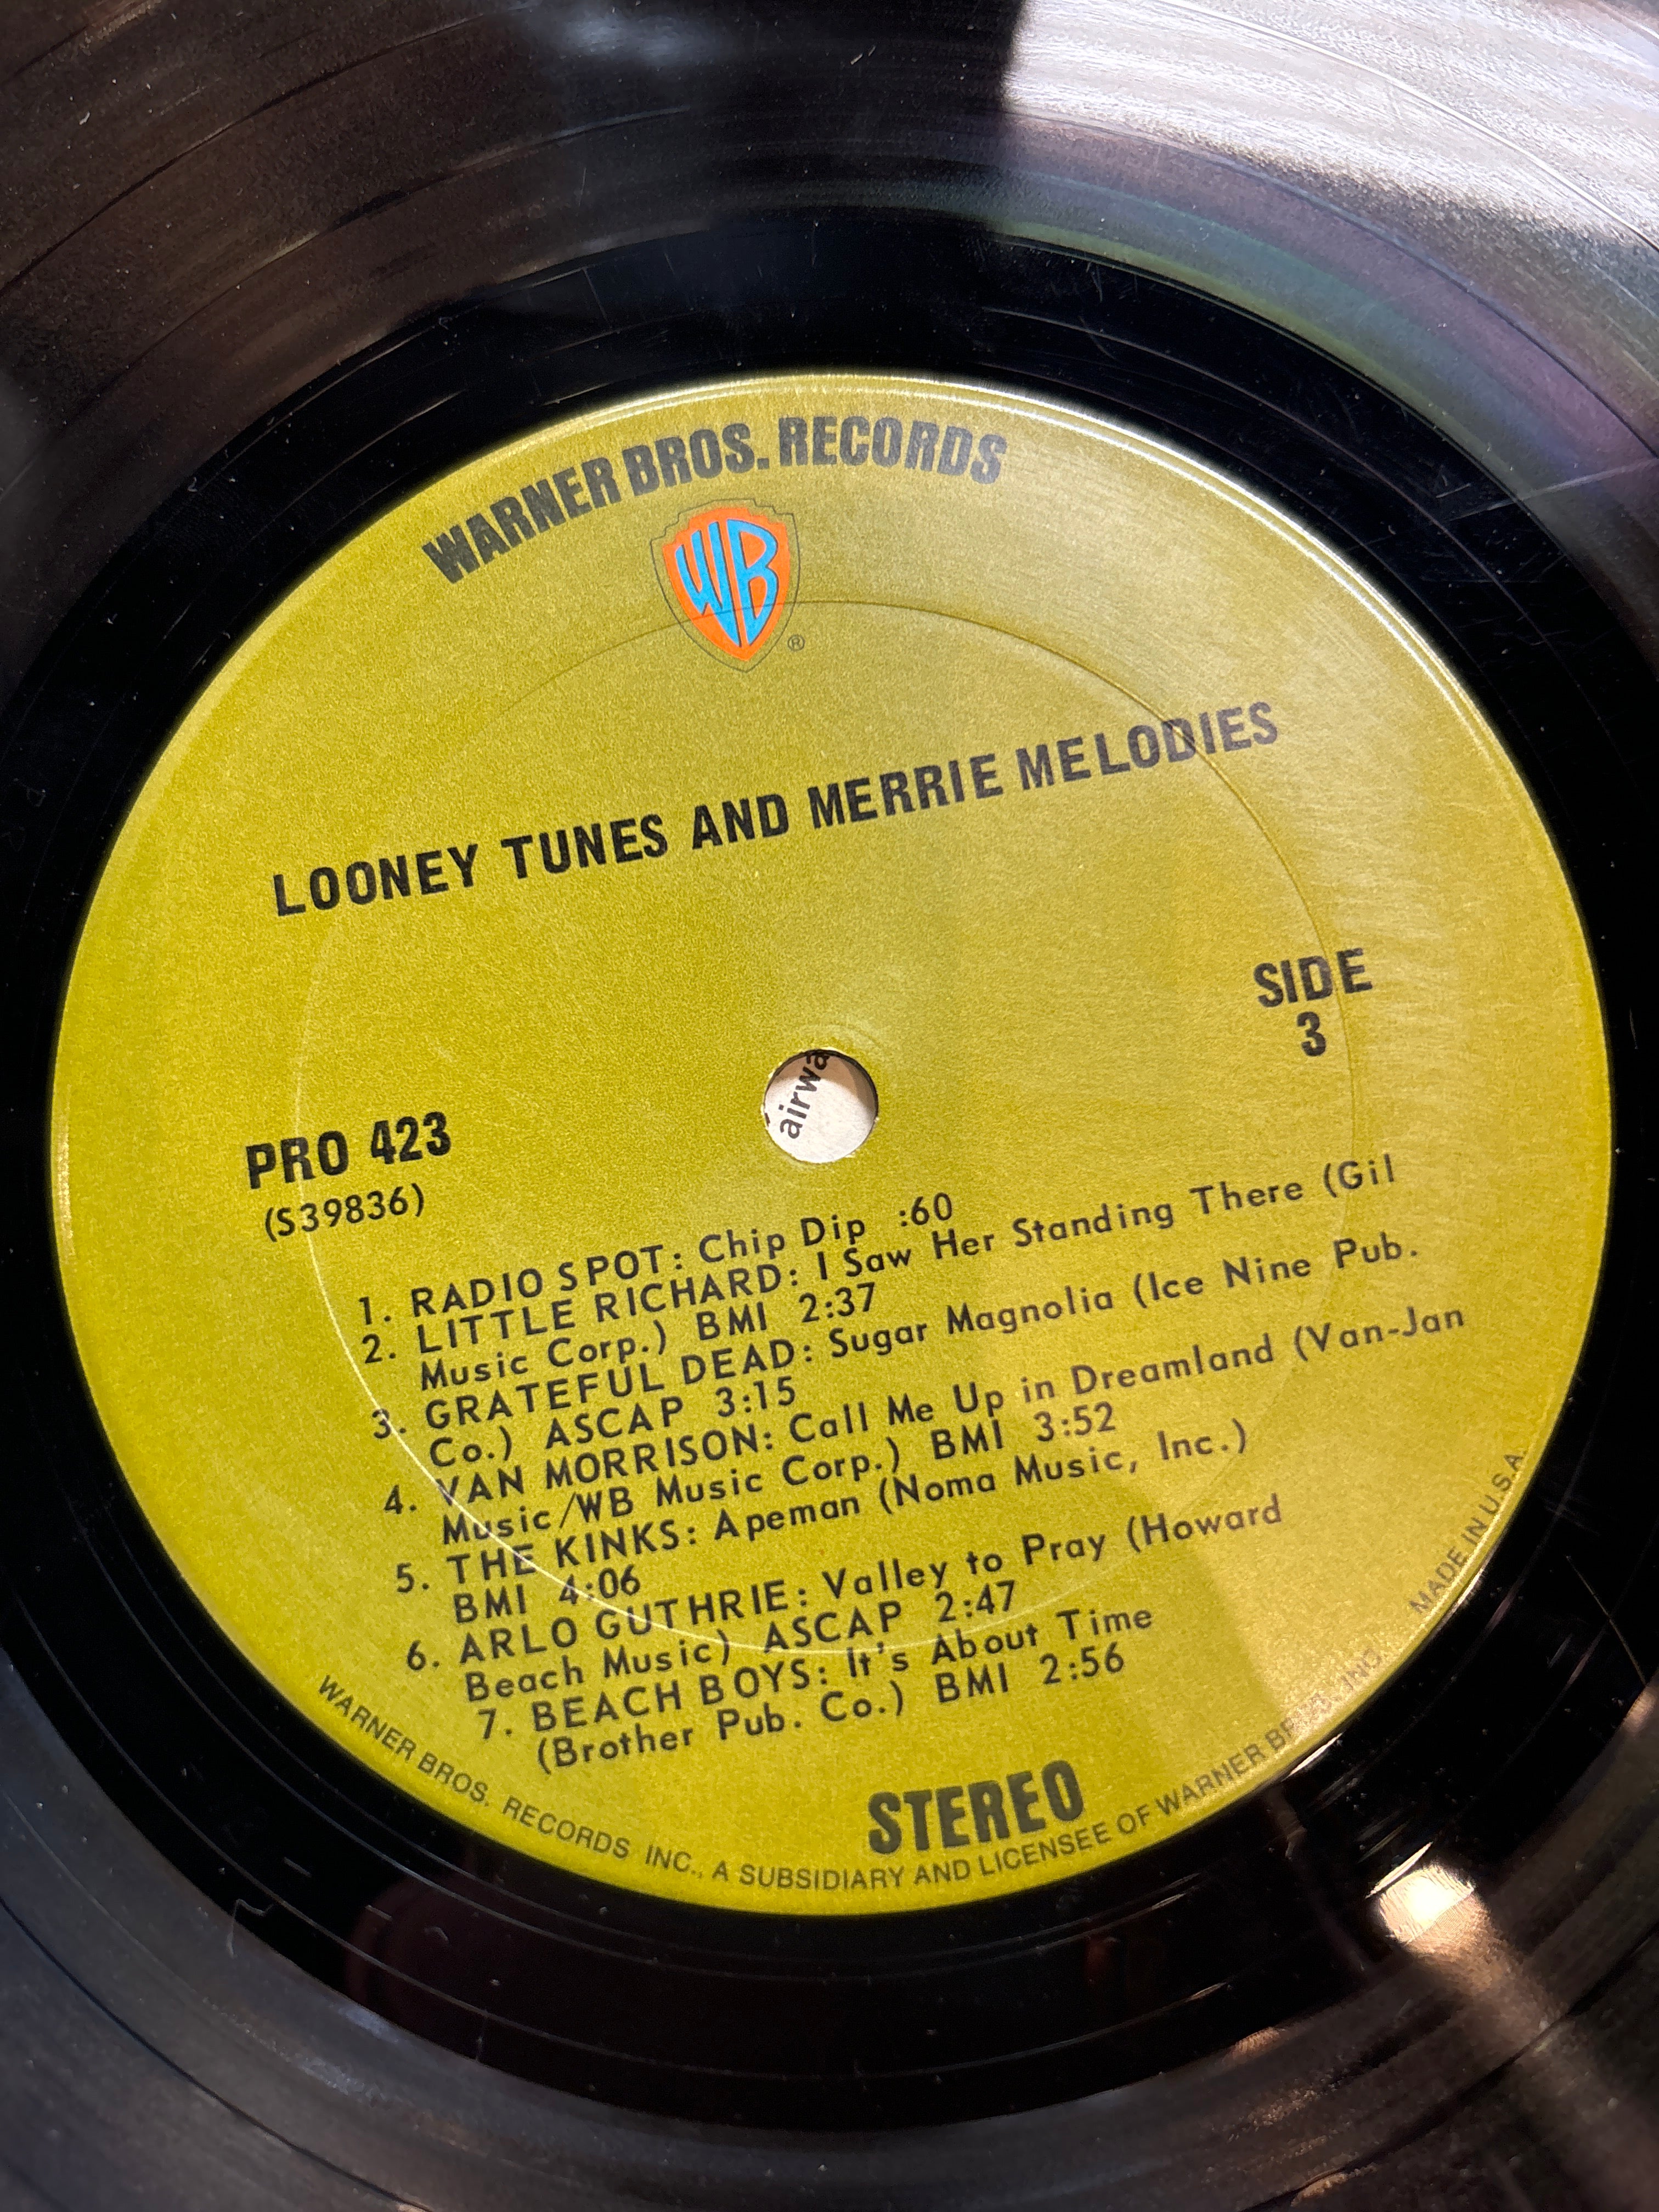 WARNER BROS. RECORDS
WB
®
LOONEY TUNES AND MERRIE MELODIES
SIDE
3
airwa
PRO 423
(S39836)
1. RADIO SPOT: Chip Dip :60
2. LITTLE RICHARD: I Saw Her Standing There (Gil
Music Corp.) BMI 2:37
3. GRATEFUL DEAD: Sugar Magnolia (Ice Nine Pub.
Co.) ASCAP 3:15
4. VAN MORRISON: Call Me Up in Dreamland (Van-Jan
Music/WB Music Corp.) BMI 3:52
5. THE KINKS: Apeman (Noma Music, Inc.)
BMI 4:06
6. ARLO GUTHRIE: Valley to Pray (Howard
Beach Music) ASCAP 2:47
7. BEACH BOYS: It's About Time
(Brother Pub. Co.) BMI 2:56
STEREO
WARNER BROS. RECORDS INC., A SUBSIDIARY AND LICENSEE OF WARNER BROS. INC.
MADE IN U.S.A.